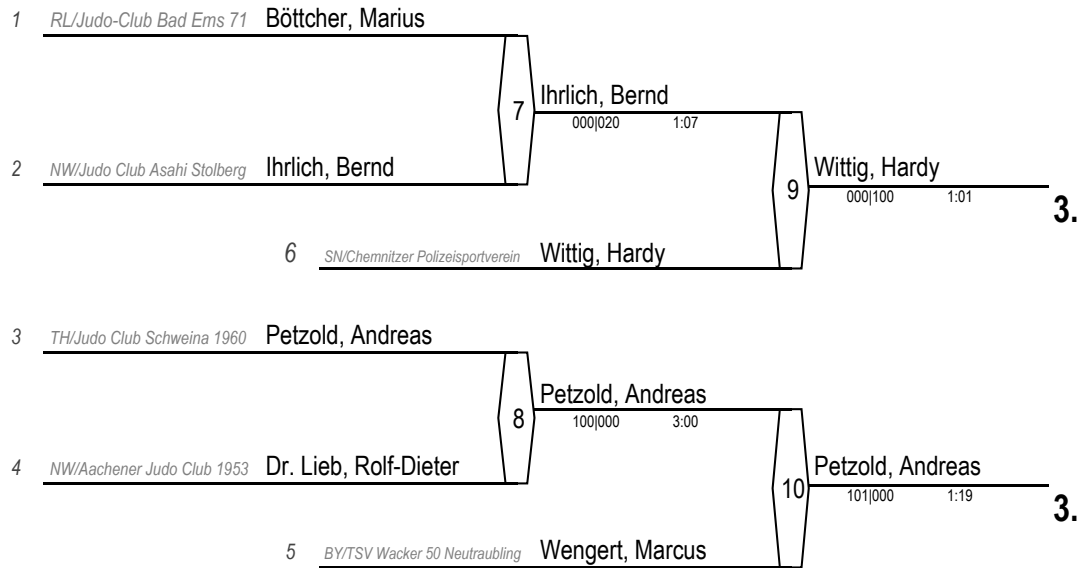 1 RL/Judo-Club Bad Ems 71 Böttcher, Marius
7 Ihrlich, Bernd
000|020 1:07
2 NW/Judo Club Asahi Stolberg Ihrlich, Bernd
9 Wittig, Hardy
000|100 1:01
3.
6 SN/Chemnitzer Polizeisportverein Wittig, Hardy
3 TH/Judo Club Schweina 1960 Petzold, Andreas
8 Petzold, Andreas
100|000 3:00
4 NW/Aachener Judo Club 1953 Dr. Lieb, Rolf-Dieter
10 Petzold, Andreas
101|000 1:19
3.
5 BY/TSV Wacker 50 Neutraubling Wengert, Marcus